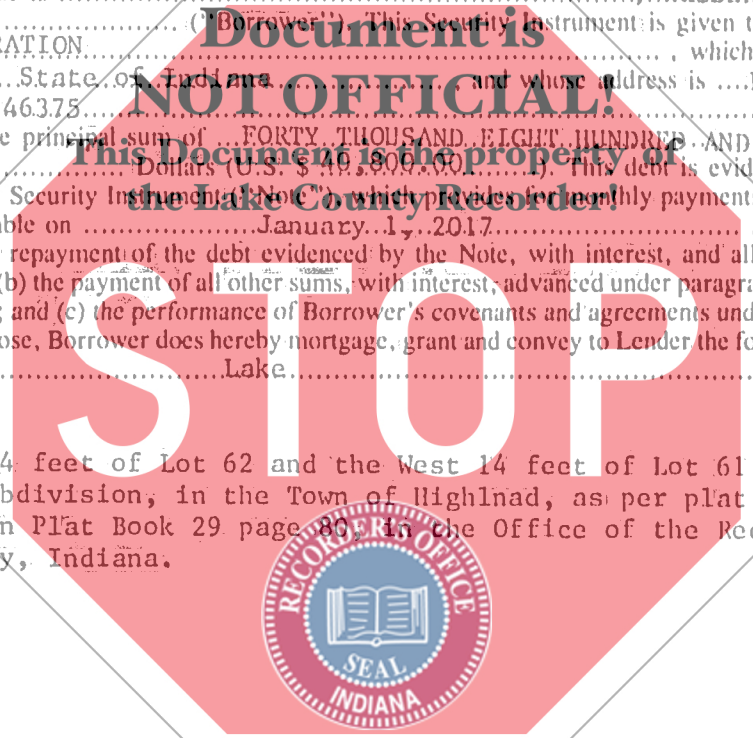 ("Borrower"). This Security Instrument is given
Document is
RATION , which
State of Indiana , and whose address is
NOT OFFICIAL!
46375
e principal sum of FORTY THOUSAND EIGHT HUNDRED AND
This Document is the property of
Dollars (U.S. $ 40,800.00 ). This debt is evid
Security Instrument ("Note"), which provides for monthly payment
the Lake County Recorder!
ble on January 1, 2017
repayment of the debt evidenced by the Note, with interest, and all
(b) the payment of all other sums, with interest, advanced under paragra
; and (c) the performance of Borrower's covenants and agreements und
ose, Borrower does hereby mortgage, grant and convey to Lender the fo
Lake
STOP
4 feet of Lot 62 and the West 14 feet of Lot 61
bdivision, in the Town of Highlnad, as per plat
n Plat Book 29 page 80, in the Office of the Rec
y, Indiana.
RECORDER'S OFFICE
SEAL
INDIANA